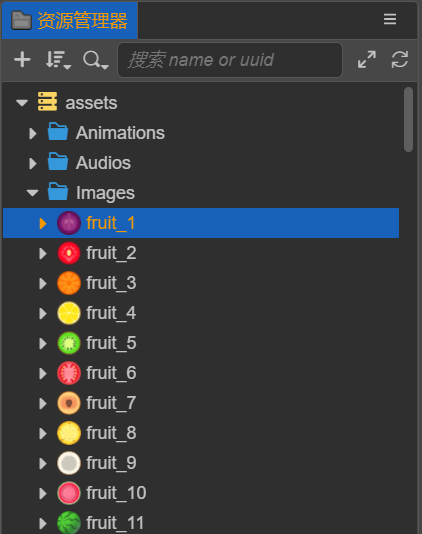 资源管理器
搜索 name or uuid
assets
Animations
Audios
Images
fruit_1
fruit_2
fruit_3
fruit_4
fruit_5
fruit_6
fruit_7
fruit_8
fruit_9
fruit_10
fruit_11